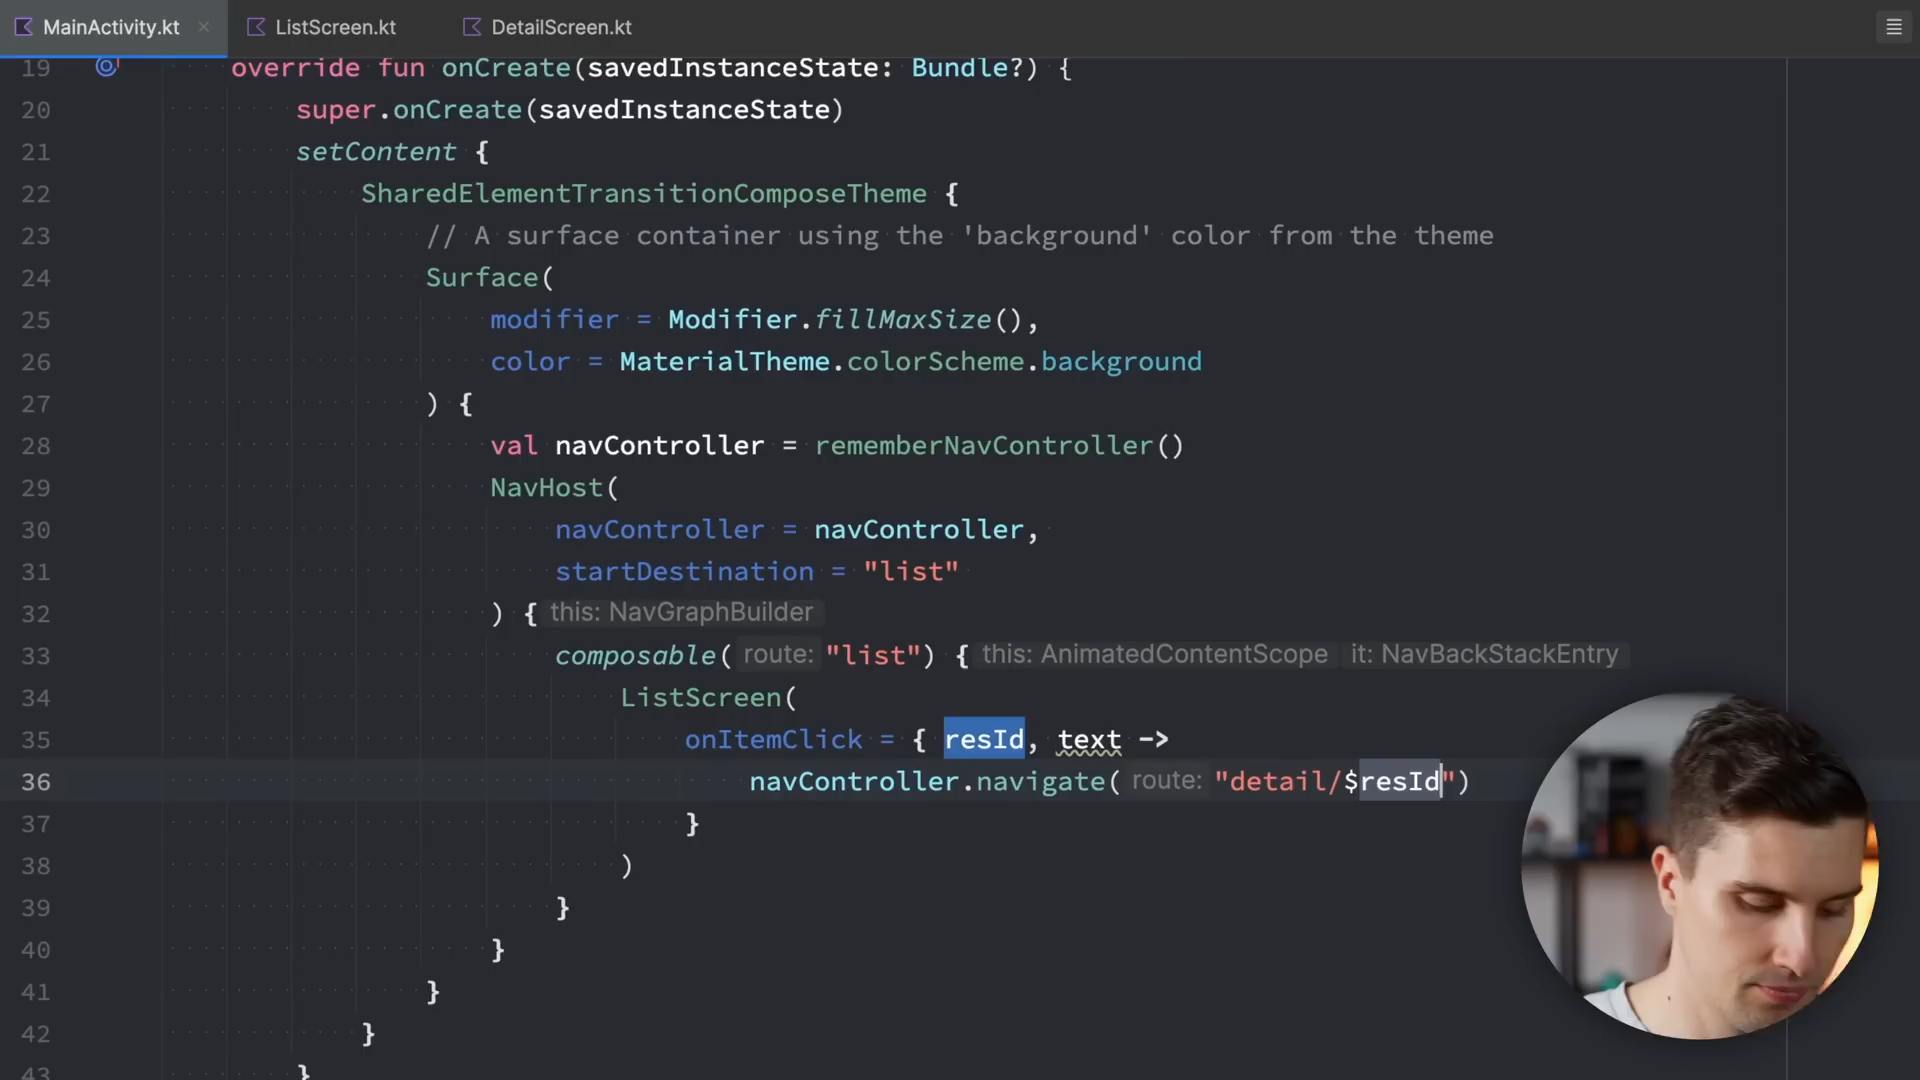 MainActivity.kt × ListScreen.kt DetailScreen.kt
19 override fun onCreate(savedInstanceState: Bundle?) {
20 super.onCreate(savedInstanceState)
21 setContent {
22 SharedElementTransitionComposeTheme {
23 // A surface container using the 'background' color from the theme
24 Surface(
25 modifier = Modifier.fillMaxSize(),
26 color = MaterialTheme.colorScheme.background
27 ) {
28 val navController = rememberNavController()
29 NavHost(
30 navController = navController,
31 startDestination = "list"
32 ) { this: NavGraphBuilder
33 composable( route: "list") { this: AnimatedContentScope it: NavBackStackEntry
34 ListScreen(
35 onItemClick = { resId, text ->
36 navController.navigate( route: "detail/$resId")
37 }
38 )
39 }
40 }
41 }
42 }
43 }